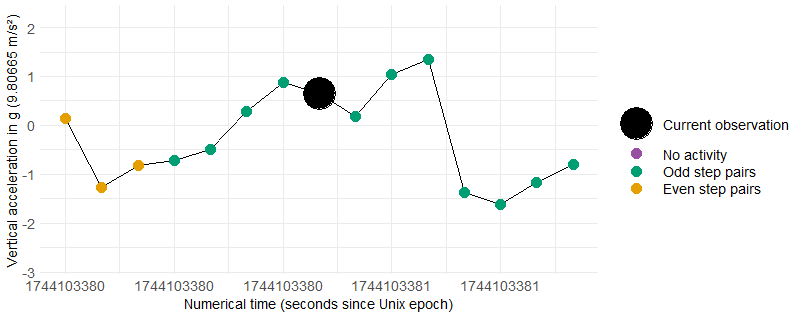 Vertical acceleration in g (9.80665 m/s²)
2
1
0
-1
-2
-3
1744103380 1744103380 1744103380 1744103381 1744103381
Numerical time (seconds since Unix epoch)
Current observation
No activity
Odd step pairs
Even step pairs